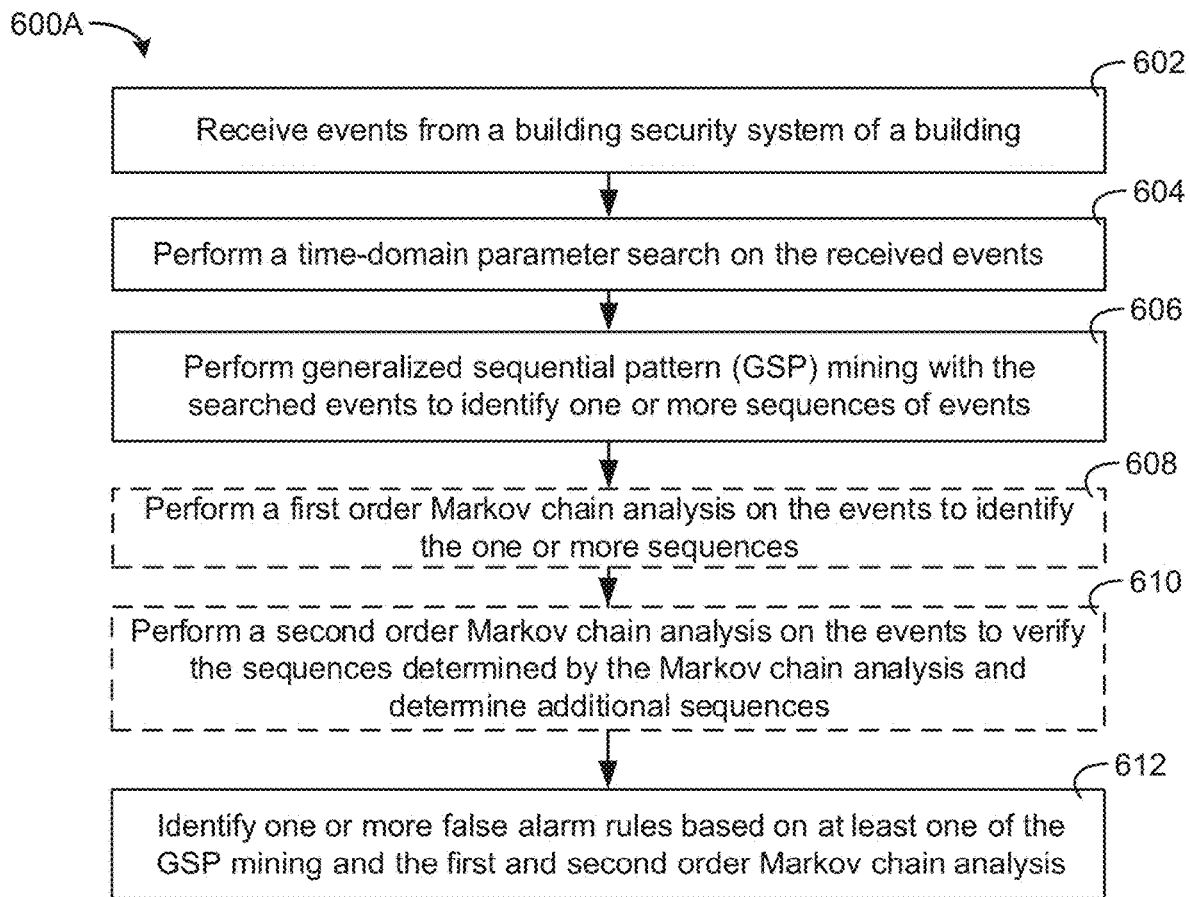 600A
602
Receive events from a building security system of a building
604
Perform a time-domain parameter search on the received events
606
Perform generalized sequential pattern (GSP) mining with the
searched events to identify one or more sequences of events
608
Perform a first order Markov chain analysis on the events to identify
the one or more sequences
610
Perform a second order Markov chain analysis on the events to verify
the sequences determined by the Markov chain analysis and
determine additional sequences
612
Identify one or more false alarm rules based on at least one of the
GSP mining and the first and second order Markov chain analysis